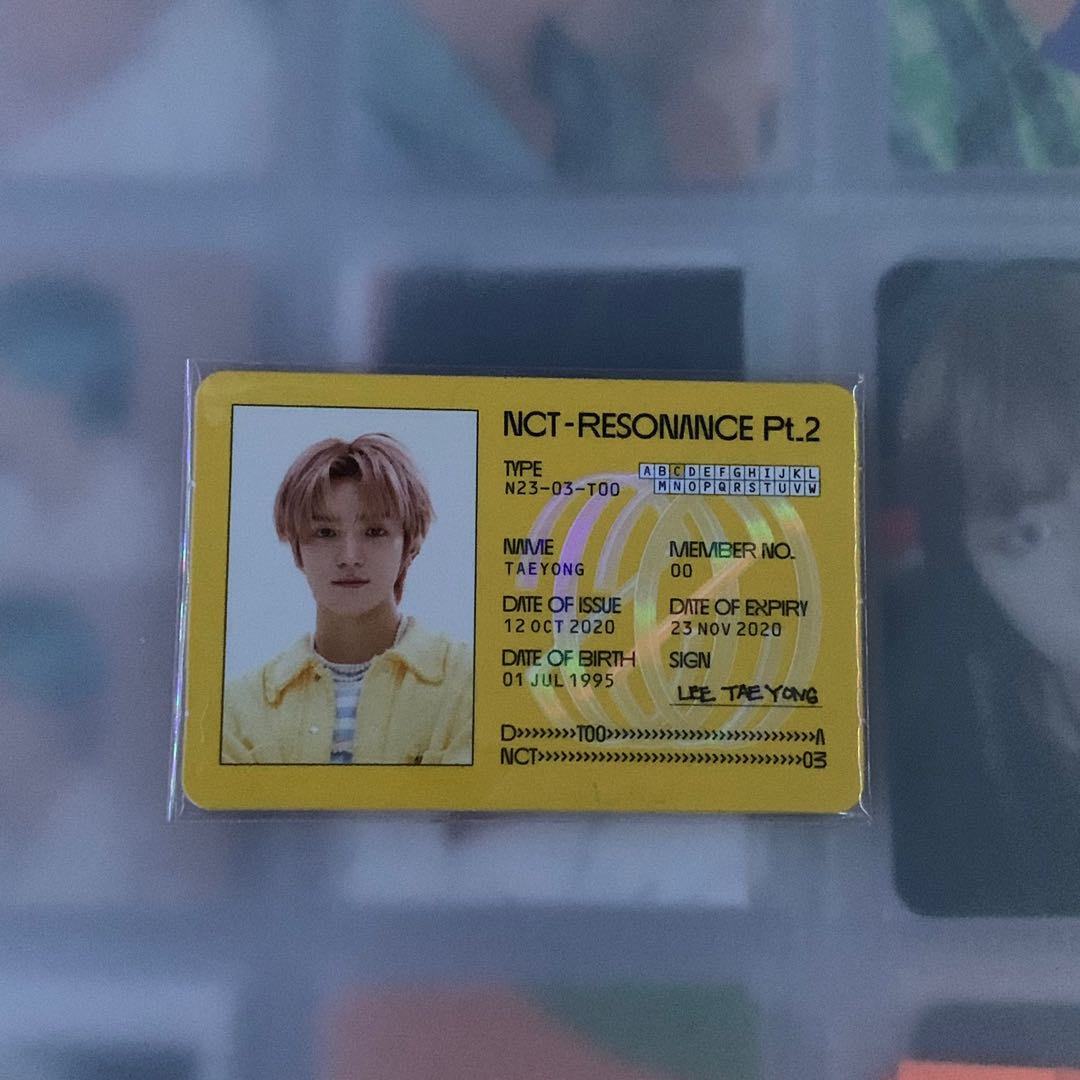 NCT-RESONANCE Pt.2
TYPE
N23-03-T00
A B C D E F G H I J K L
M N O P Q R S T U V W
NAME
TAEYONG
MEMBER NO.
00
DATE OF ISSUE
12 OCT 2020
DATE OF EXPIRY
23 NOV 2020
DATE OF BIRTH
01 JUL 1995
SIGN
LEE TAE YONG
D>>>>>>>>T00>>>>>>>>>>>>>>>>>>>>>>>>>>>>A
NCT>>>>>>>>>>>>>>>>>>>>>>>>>>>>>>>>>>>03